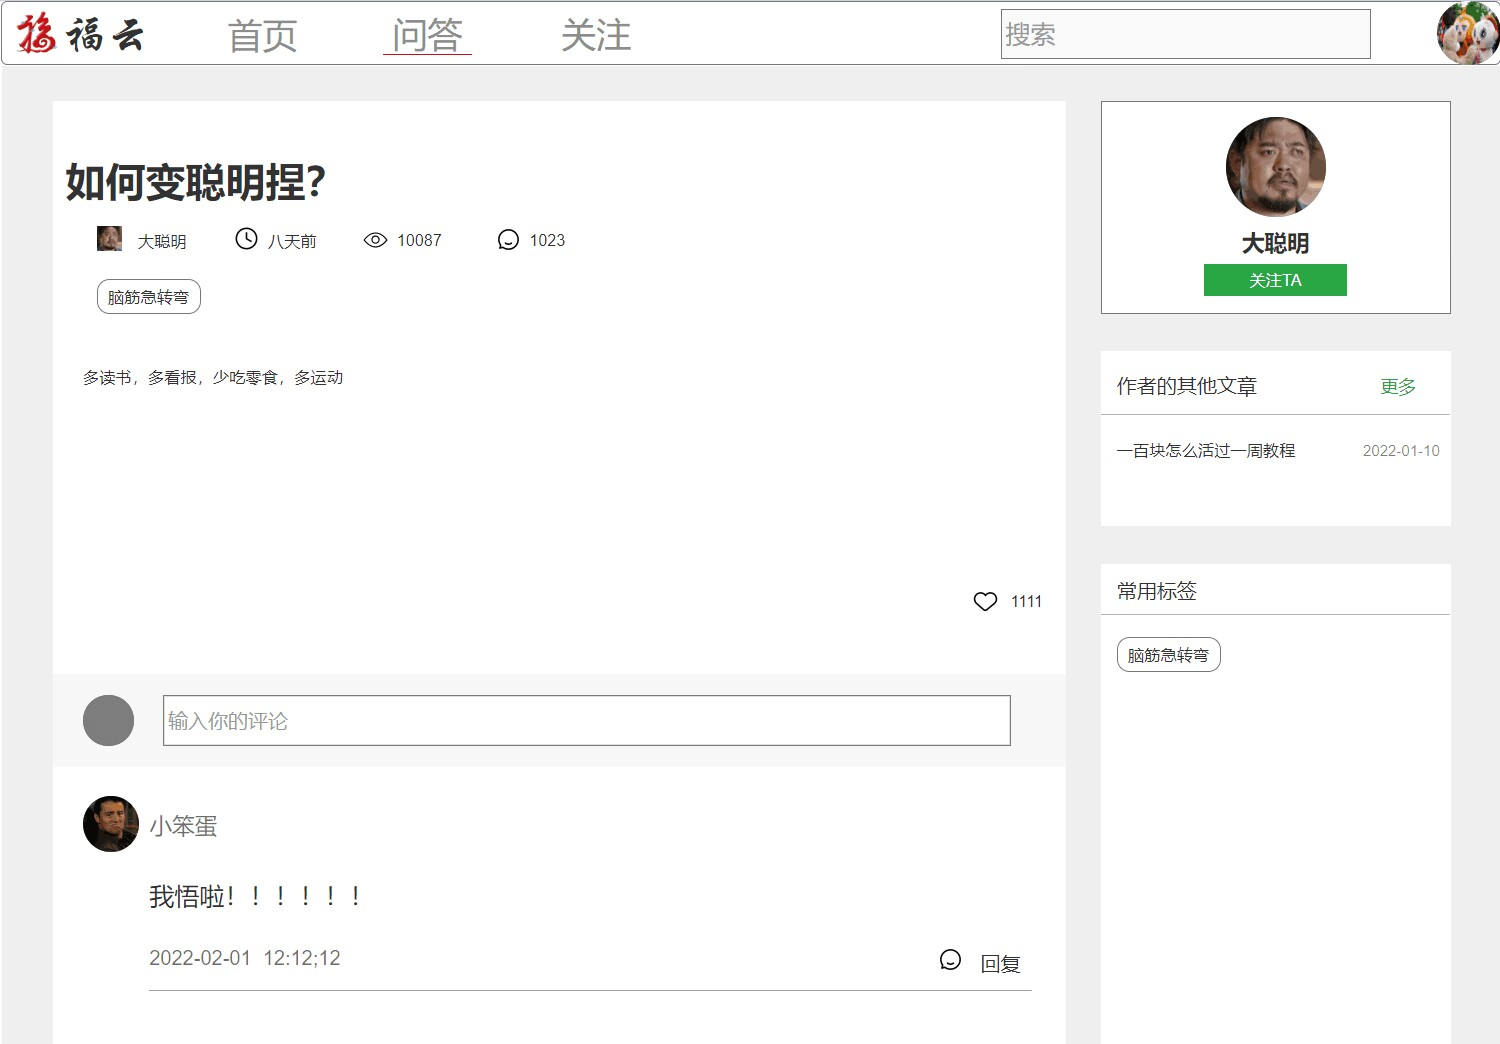 福 福云 首页 问答 关注 搜索
如何变聪明捏？
大聪明 八天前 10087 1023
脑筋急转弯
多读书，多看报，少吃零食，多运动
1111
输入你的评论
小笨蛋
我悟啦！！！！！！
2022-02-01 12:12;12 回复
大聪明
关注TA
作者的其他文章 更多
一百块怎么活过一周教程 2022-01-10
常用标签
脑筋急转弯